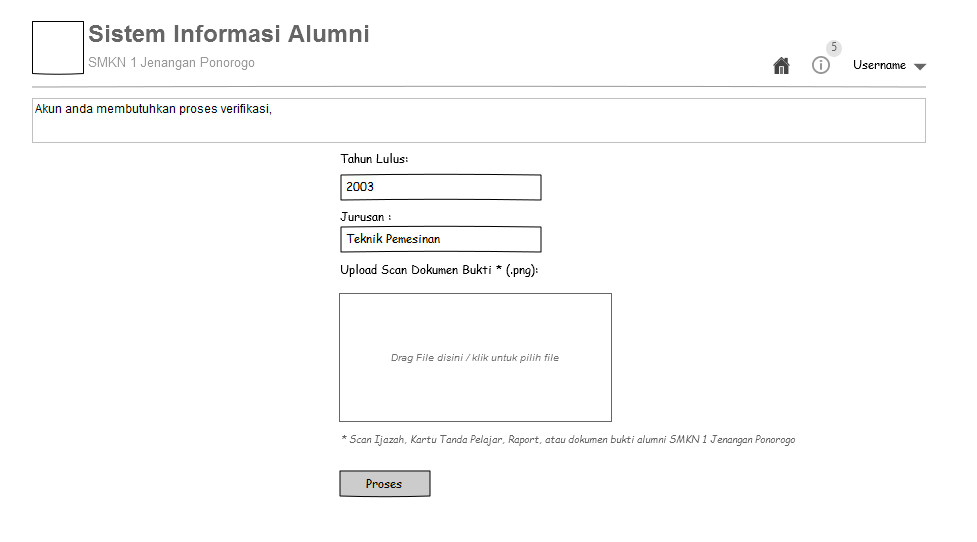 Sistem Informasi Alumni
SMKN 1 Jenangan Ponorogo
5
Username
Akun anda membutuhkan proses verifikasi,
Tahun Lulus:
2003
Jurusan :
Teknik Pemesinan
Upload Scan Dokumen Bukti * (.png):
Drag File disini / klik untuk pilih file
* Scan Ijazah, Kartu Tanda Pelajar, Raport, atau dokumen bukti alumni SMKN 1 Jenangan Ponorogo
Proses